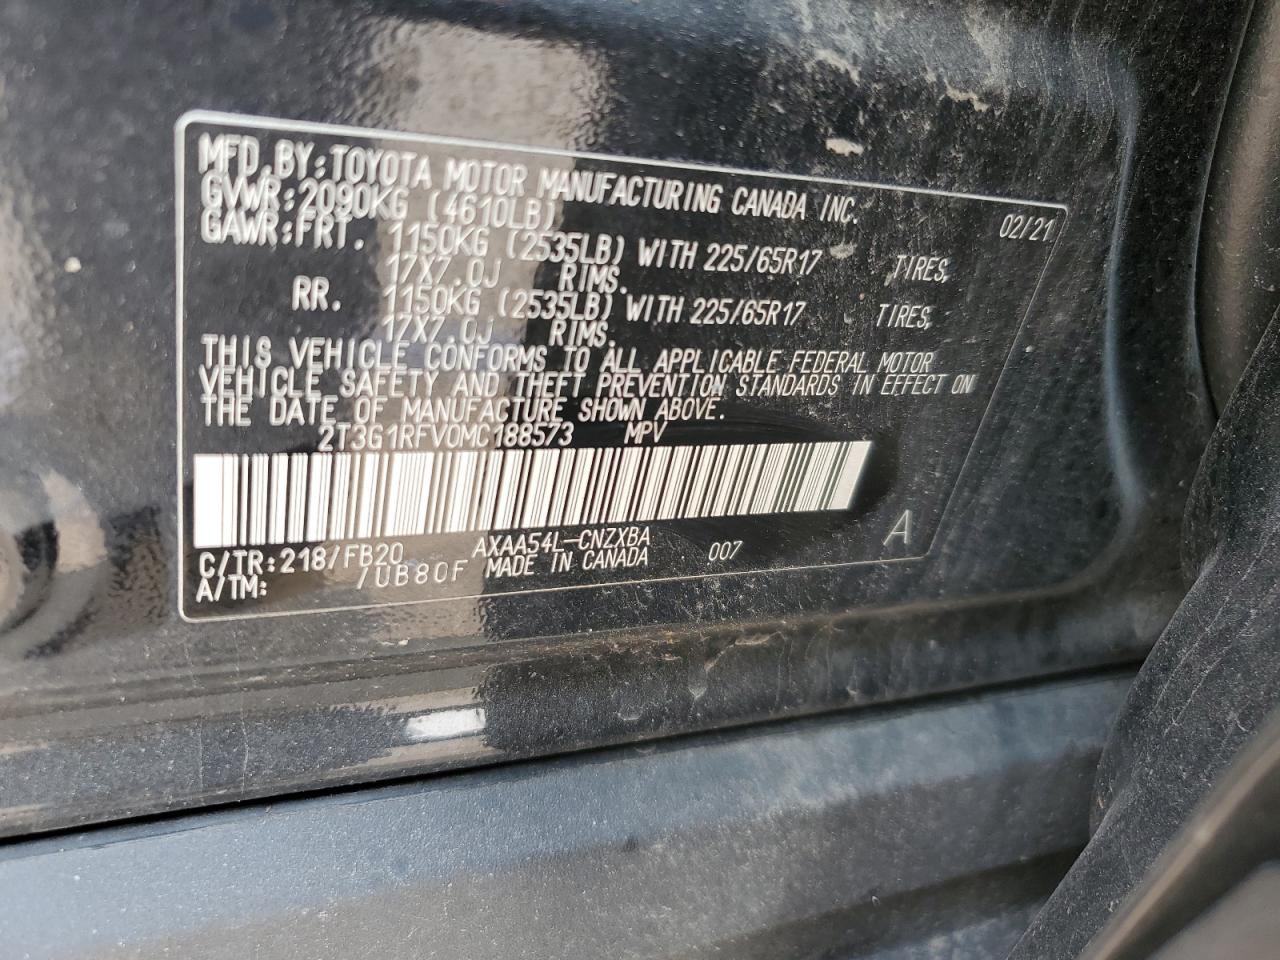 MFD.BY:TOYOTA MOTOR MANUFACTURING CANADA INC. 02/21
GVWR:2090KG (4610LB)
GAWR:FRT. 1150KG (2535LB) WITH 225/65R17 TIRES,
17X7.0J RIMS.
RR. 1150KG (2535LB) WITH 225/65R17 TIRES,
17X7.0J RIMS.
THIS VEHICLE CONFORMS TO ALL APPLICABLE FEDERAL MOTOR
VEHICLE SAFETY AND THEFT PREVENTION STANDARDS IN EFFECT ON
THE DATE OF MANUFACTURE SHOWN ABOVE.
2T3G1RFV0MC188573 MPV
C/TR:218/FB20 AXAA54L-CNZXBA 007 A
A/TM: /UB80F MADE IN CANADA